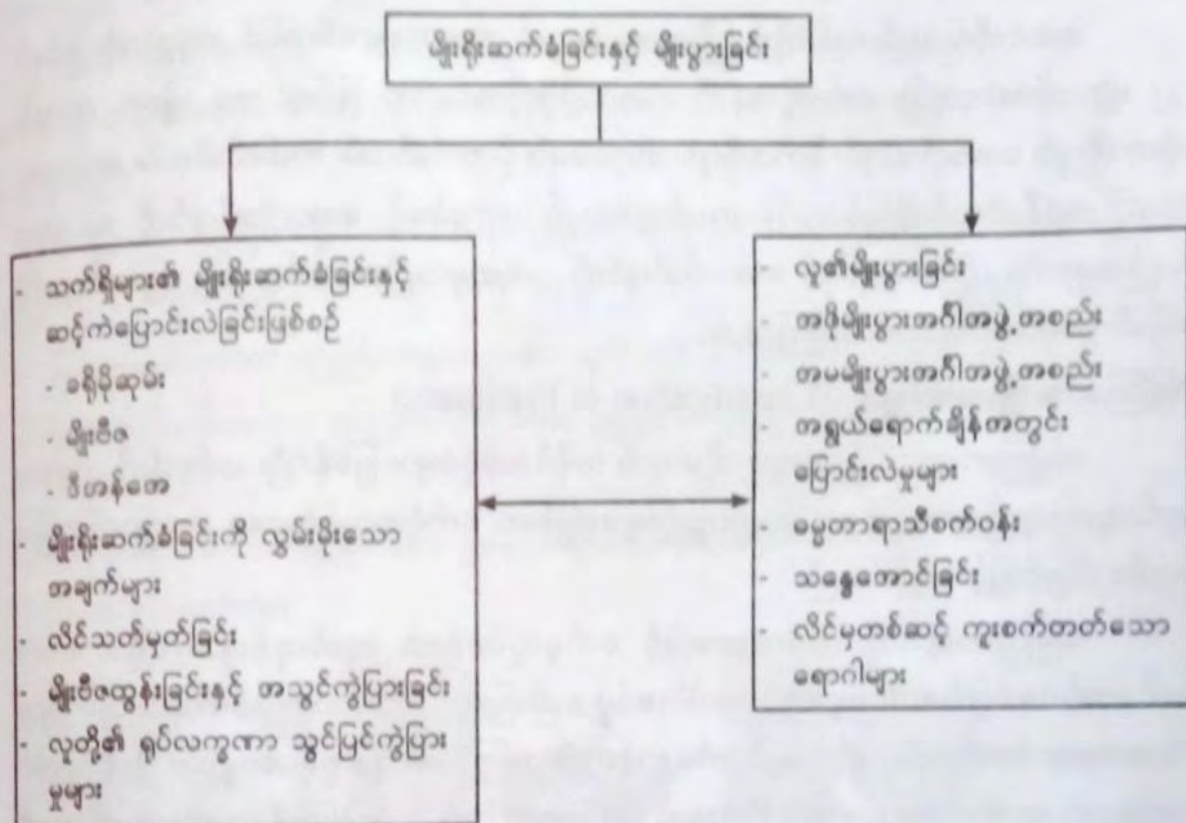 မျိုးရိုးဆက်ခံခြင်းနှင့် မျိုးပွားခြင်း
- သက်ရှိများ၏ မျိုးရိုးဆက်ခံခြင်းနှင့်
ဆင့်ကဲပြောင်းလဲခြင်းဖြစ်စဉ်
- ခရိုမိုဆုမ်း
- မျိုးဗီဇ
- ဒီအန်အေ
- မျိုးရိုးဆက်ခံခြင်းကို လွှမ်းမိုးသော
အချက်များ
- လိင်သတ်မှတ်ခြင်း
- မျိုးဗီဇထွန်းခြင်းနှင့် အသွင်ကွဲပြားခြင်း
- လူတို့၏ ရုပ်လက္ခဏာ သွင်ပြင်ကွဲပြား
မှုများ
- လူ၏မျိုးပွားခြင်း
- အဖိုမျိုးပွားအင်္ဂါအဖွဲ့အစည်း
- အမမျိုးပွားအင်္ဂါအဖွဲ့အစည်း
- အရွယ်ရောက်ချိန်အတွင်း
ပြောင်းလဲမှုများ
- ဓမ္မတာရာသီစက်ဝန်း
- သန္ဓေအောင်ခြင်း
- လိင်မှတစ်ဆင့် ကူးစက်တတ်သော
ရောဂါများ